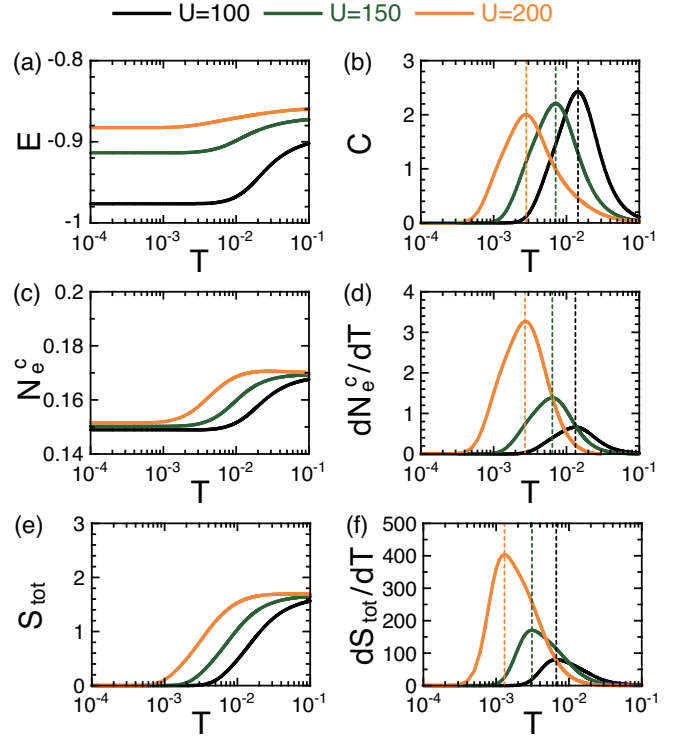 U=100 U=150 U=200
(a) (b)
-0.8
-0.9
-1
E
10⁻⁴ 10⁻³ 10⁻² 10⁻¹
T
3
2
1
0
C
10⁻⁴ 10⁻³ 10⁻² 10⁻¹
T
(c) (d)
0.2
0.18
0.16
0.14
Nₑᶜ
10⁻⁴ 10⁻³ 10⁻² 10⁻¹
T
4
3
2
1
0
dNₑᶜ/dT
10⁻⁴ 10⁻³ 10⁻² 10⁻¹
T
(e) (f)
3
2
1
0
S_tot
10⁻⁴ 10⁻³ 10⁻² 10⁻¹
T
500
400
300
200
100
0
dS_tot/dT
10⁻⁴ 10⁻³ 10⁻² 10⁻¹
T